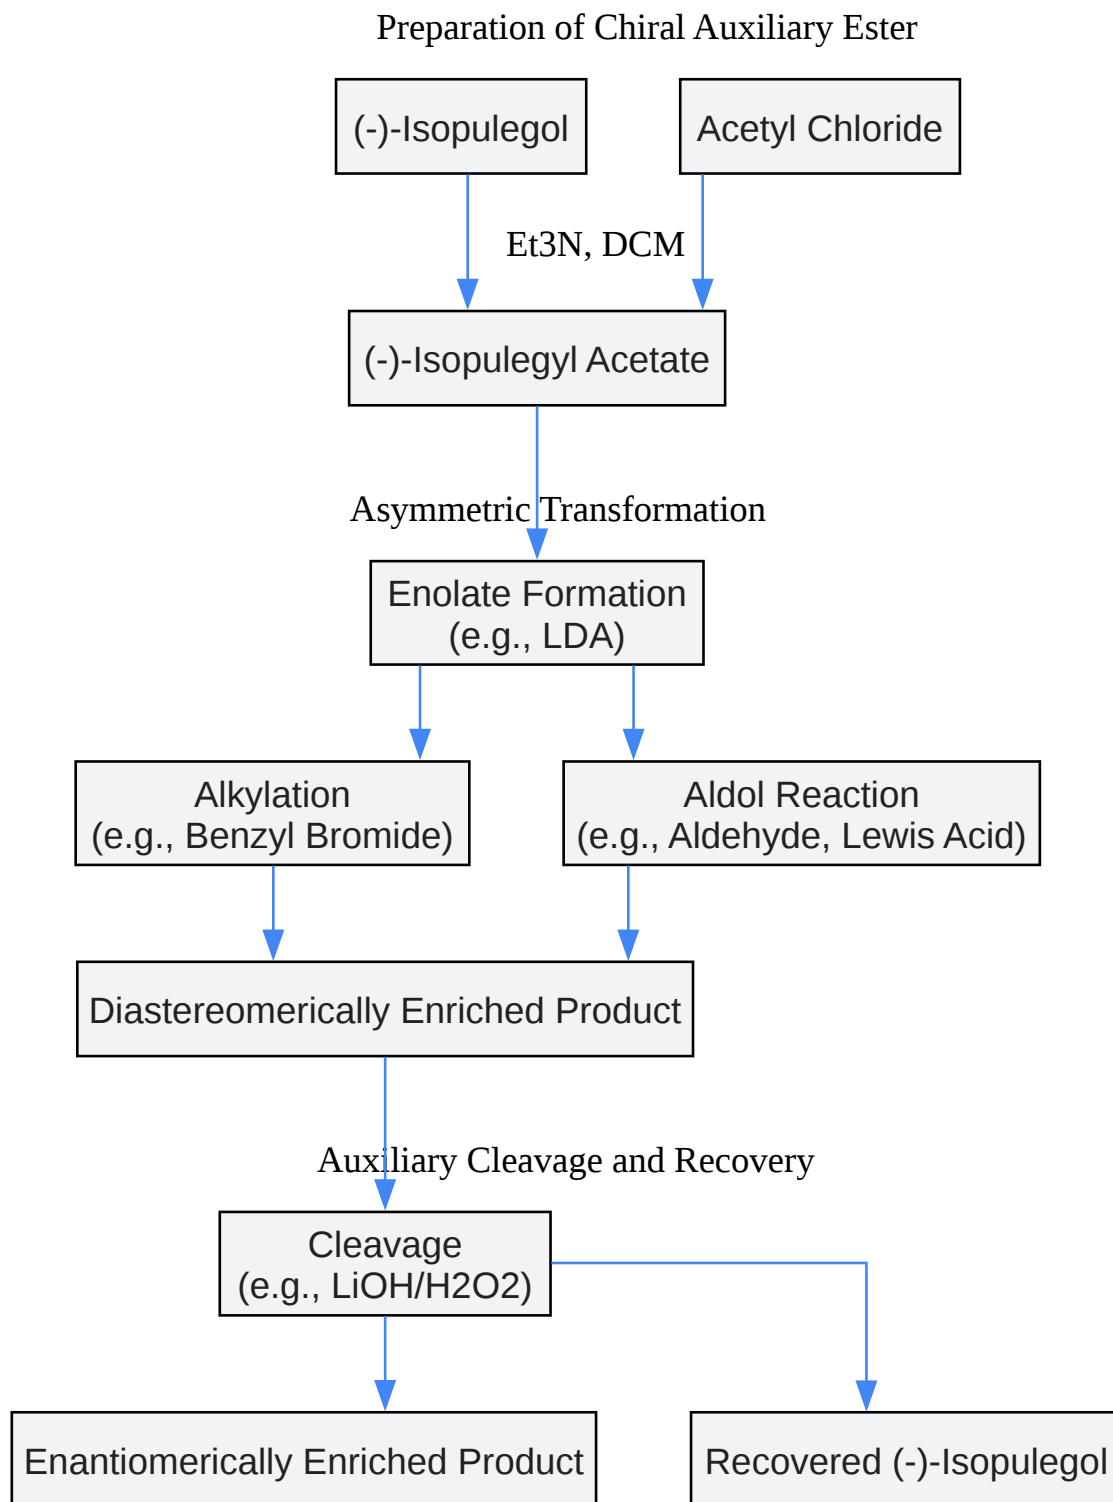 Preparation of Chiral Auxiliary Ester
(-)-Isopulegol
Acetyl Chloride
Et3N, DCM
(-)-Isopulegyl Acetate
Asymmetric Transformation
Enolate Formation
(e.g., LDA)
Alkylation
(e.g., Benzyl Bromide)
Aldol Reaction
(e.g., Aldehyde, Lewis Acid)
Diastereomerically Enriched Product
Auxiliary Cleavage and Recovery
Cleavage
(e.g., LiOH/H2O2)
Enantiomerically Enriched Product
Recovered (-)-Isopulegol